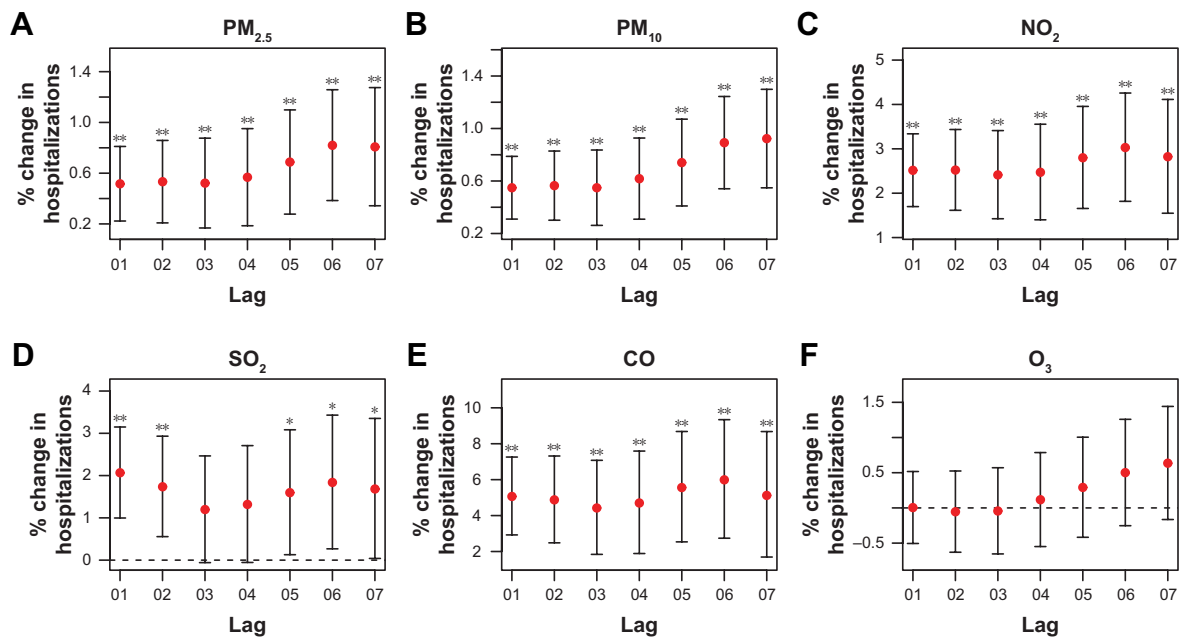 A
PM2.5
% change in
hospitalizations
1.4
1.0
0.6
0.2
** ** ** ** ** ** **
01 02 03 04 05 06 07
Lag
B
PM10
% change in
hospitalizations
1.4
1.0
0.6
0.2
** ** ** ** ** ** **
01 02 03 04 05 06 07
Lag
C
NO2
% change in
hospitalizations
5
4
3
2
1
** ** ** ** ** ** **
01 02 03 04 05 06 07
Lag
D
SO2
% change in
hospitalizations
4
3
2
1
0
** ** * * *
01 02 03 04 05 06 07
Lag
E
CO
% change in
hospitalizations
10
8
6
4
2
** ** ** ** ** ** **
01 02 03 04 05 06 07
Lag
F
O3
% change in
hospitalizations
1.5
0.5
–0.5
01 02 03 04 05 06 07
Lag